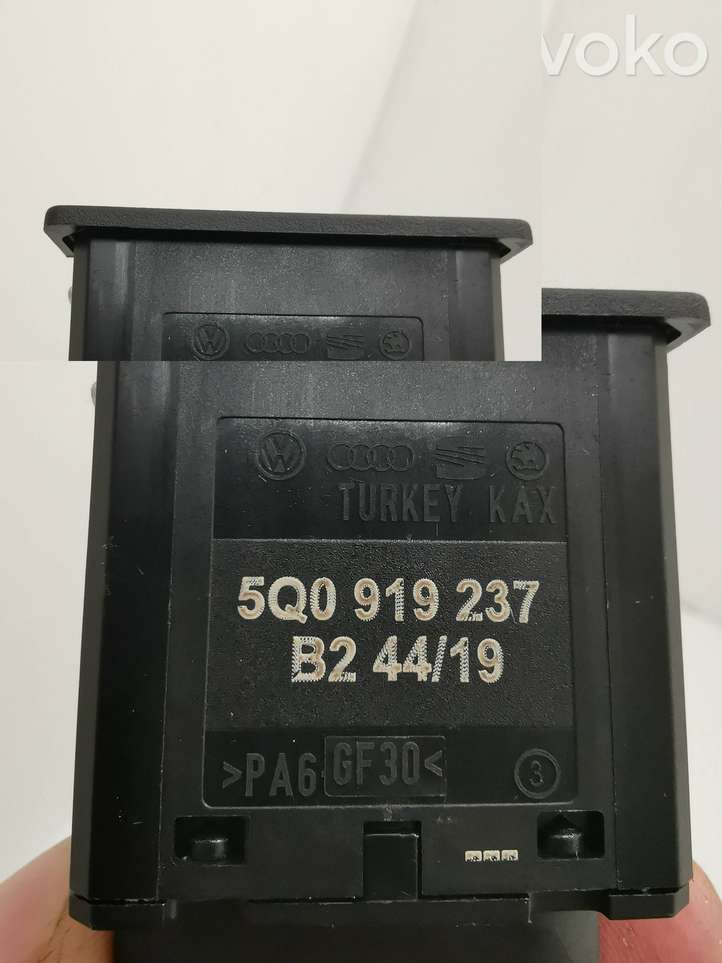 voko
TURKEY KAX
5Q0 919 237
B2 44/19
>PA6-GF30<
3